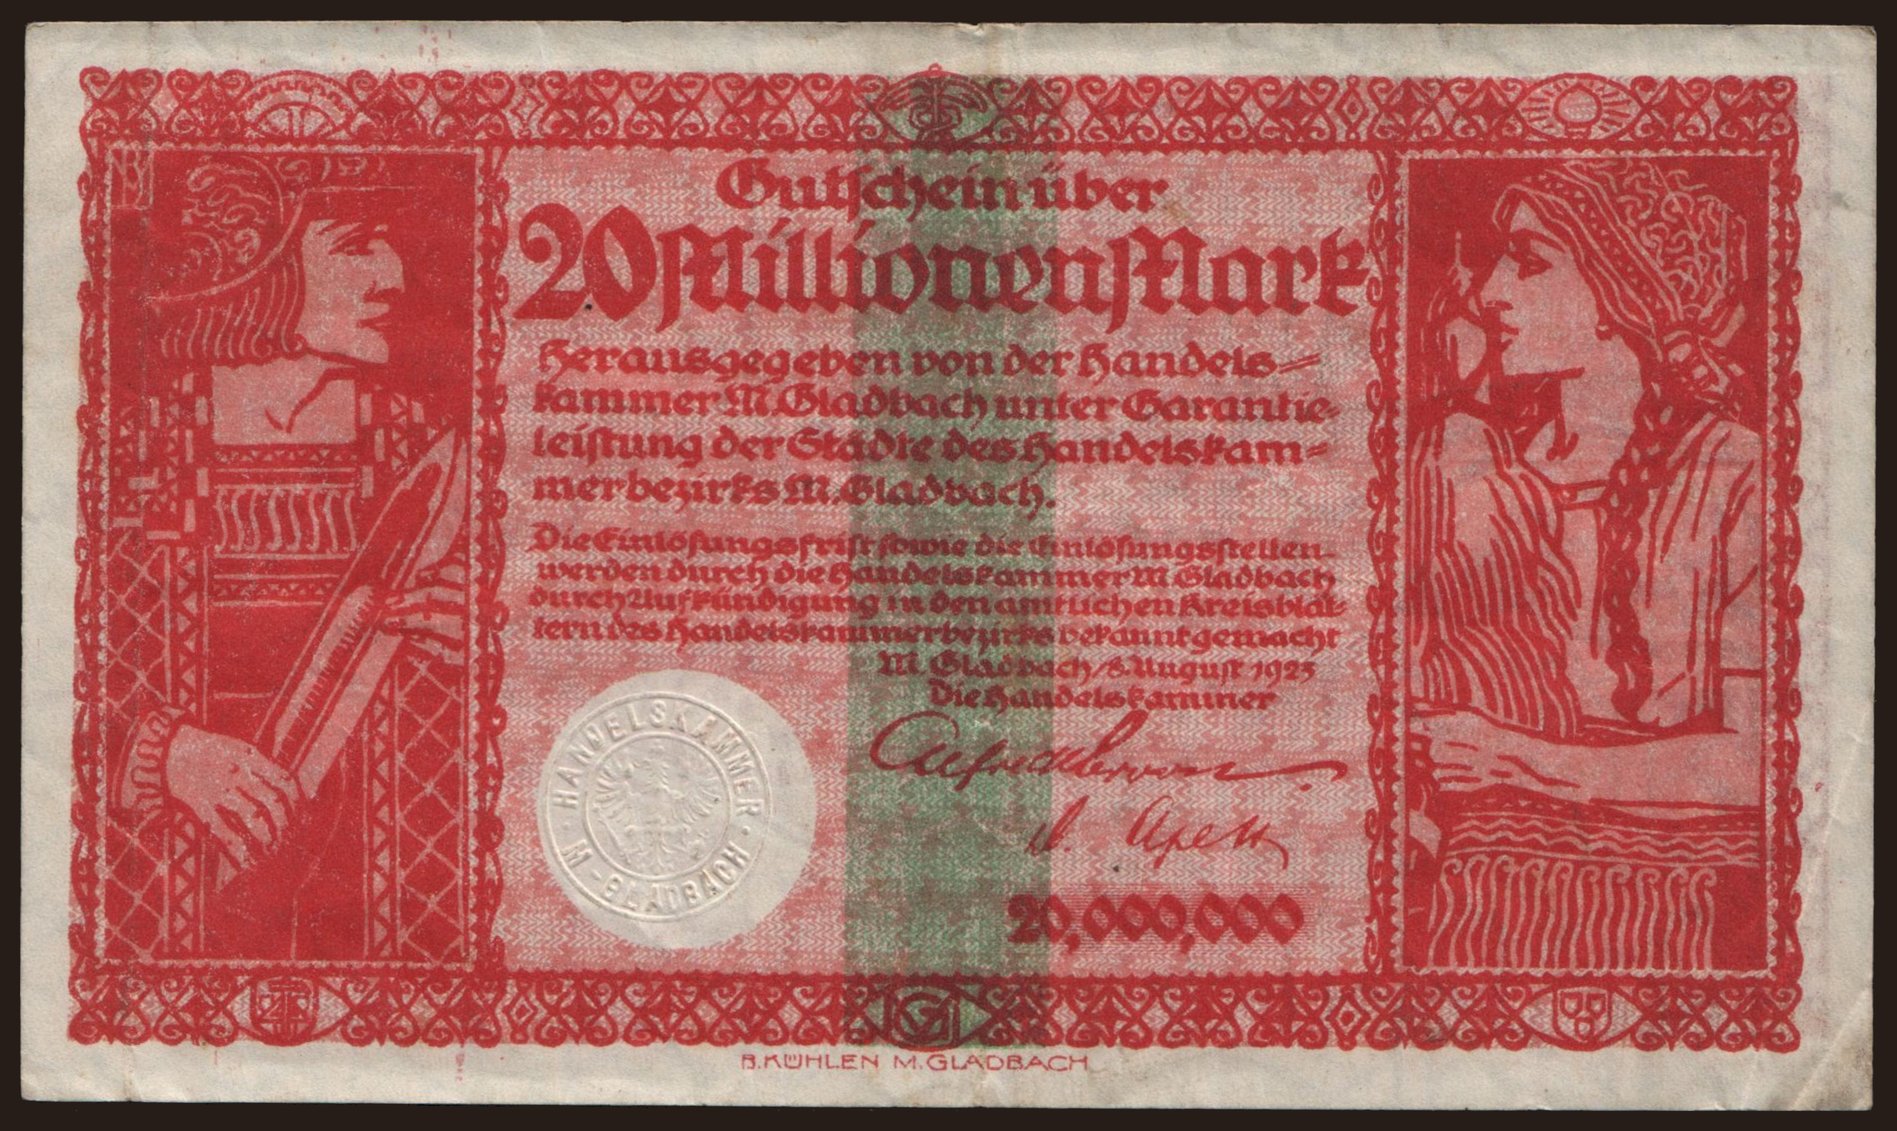 Gutschein über
20 Millionen Mark
Herausgegeben von der Handels=
kammer M. Gladbach unter Garantie=
leistung der Städte des Handelskam=
merbezirks M. Gladbach.
Die Einlösungsfrist sowie die Einlösungsstellen
werden durch die Handelskammer M. Gladbach
durch Aufkündigung in den amtlichen Kreisblät=
tern des Handelskammerbezirks bekannt gemacht
M. Gladbach, 8 August 1923
Die Handelskammer
HANDELSKAMMER · M-GLADBACH ·
20,000,000
G
B. KÜHLEN M. GLADBACH